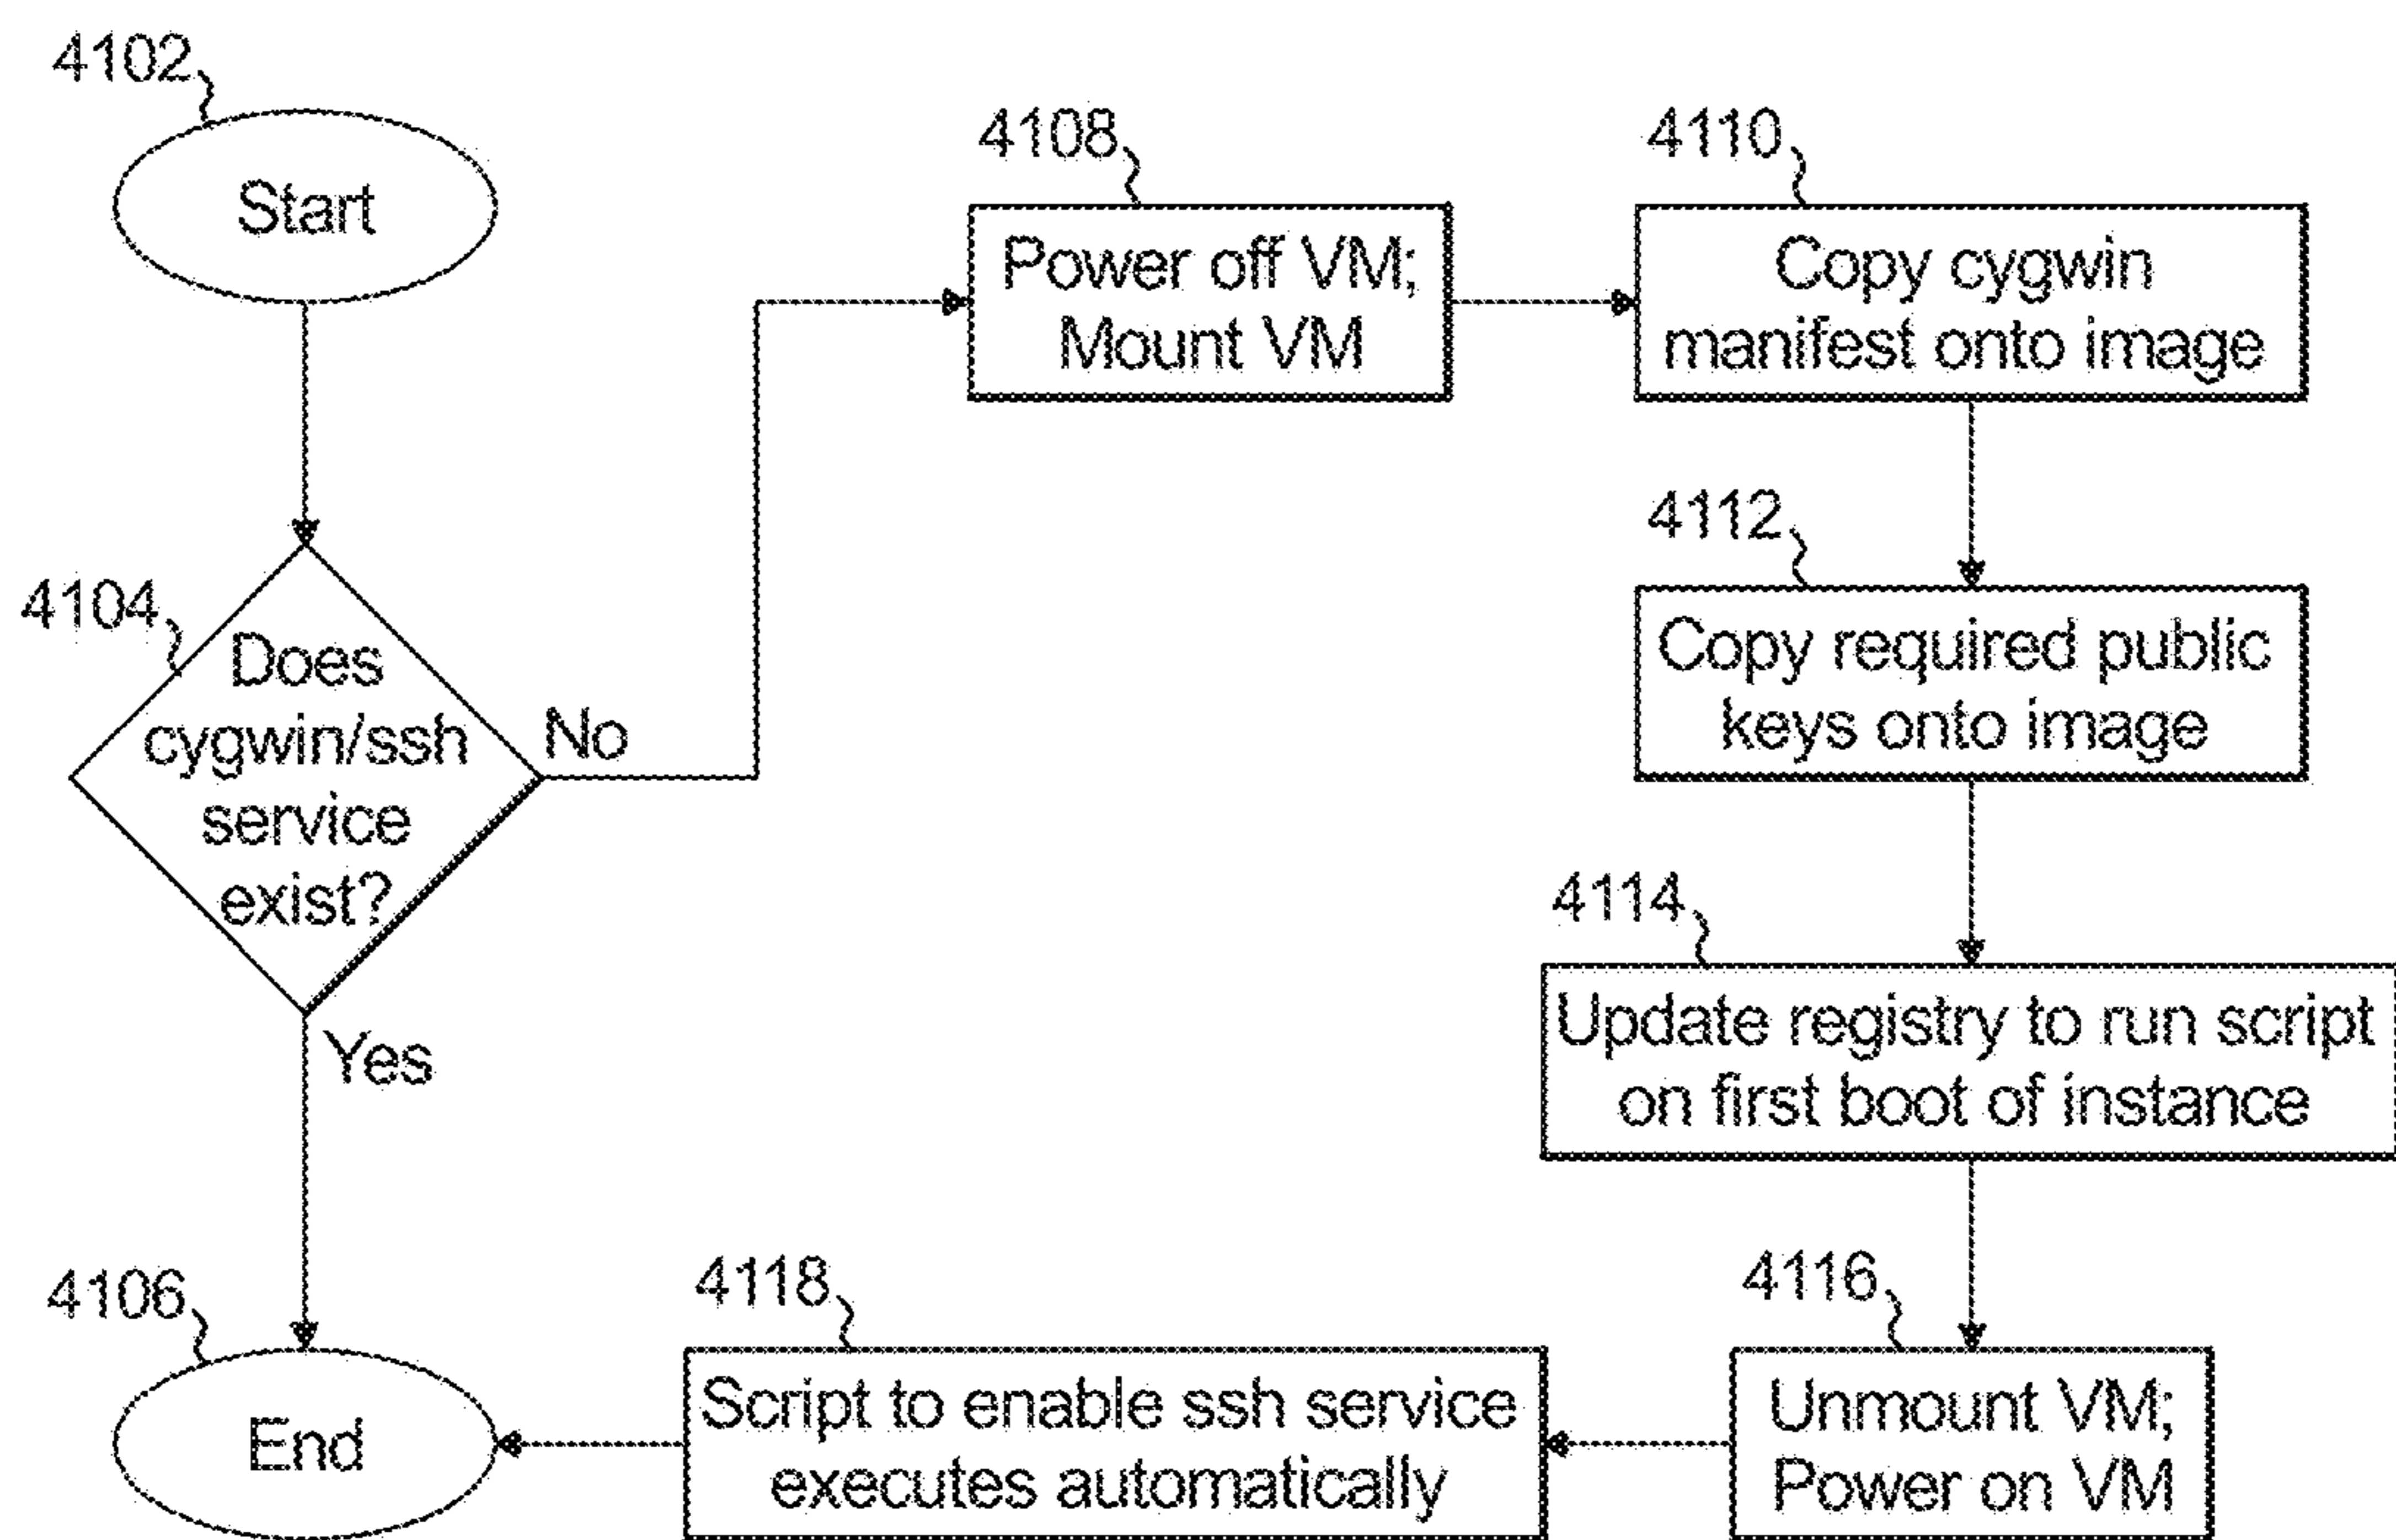 4102
Start
4104
Does
cygwin/ssh
service
exist?
No
Yes
4106
End
4108
Power off VM;
Mount VM
4110
Copy cygwin
manifest onto image
4112
Copy required public
keys onto image
4114
Update registry to run script
on first boot of instance
4116
Unmount VM;
Power on VM
4118
Script to enable ssh service
executes automatically